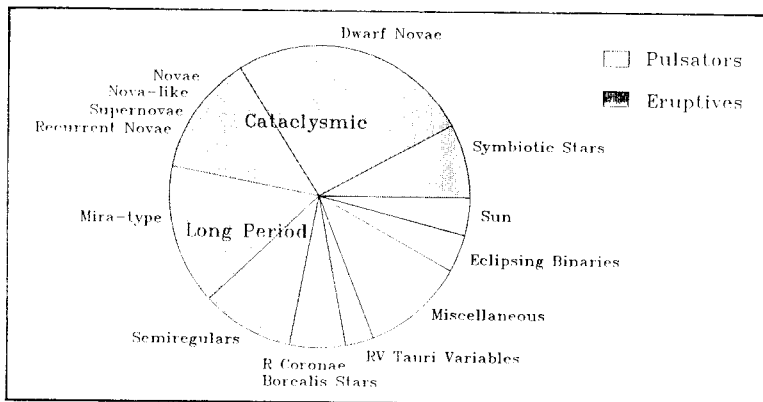 Dwarf Novae
Pulsators
Eruptives
Novae
Nova-like
Supernovae
Recurrent Novae
Cataclysmic
Symbiotic Stars
Mira-type
Long Period
Sun
Eclipsing Binaries
Miscellaneous
Semiregulars
RV Tauri Variables
R Coronae
Borealis Stars